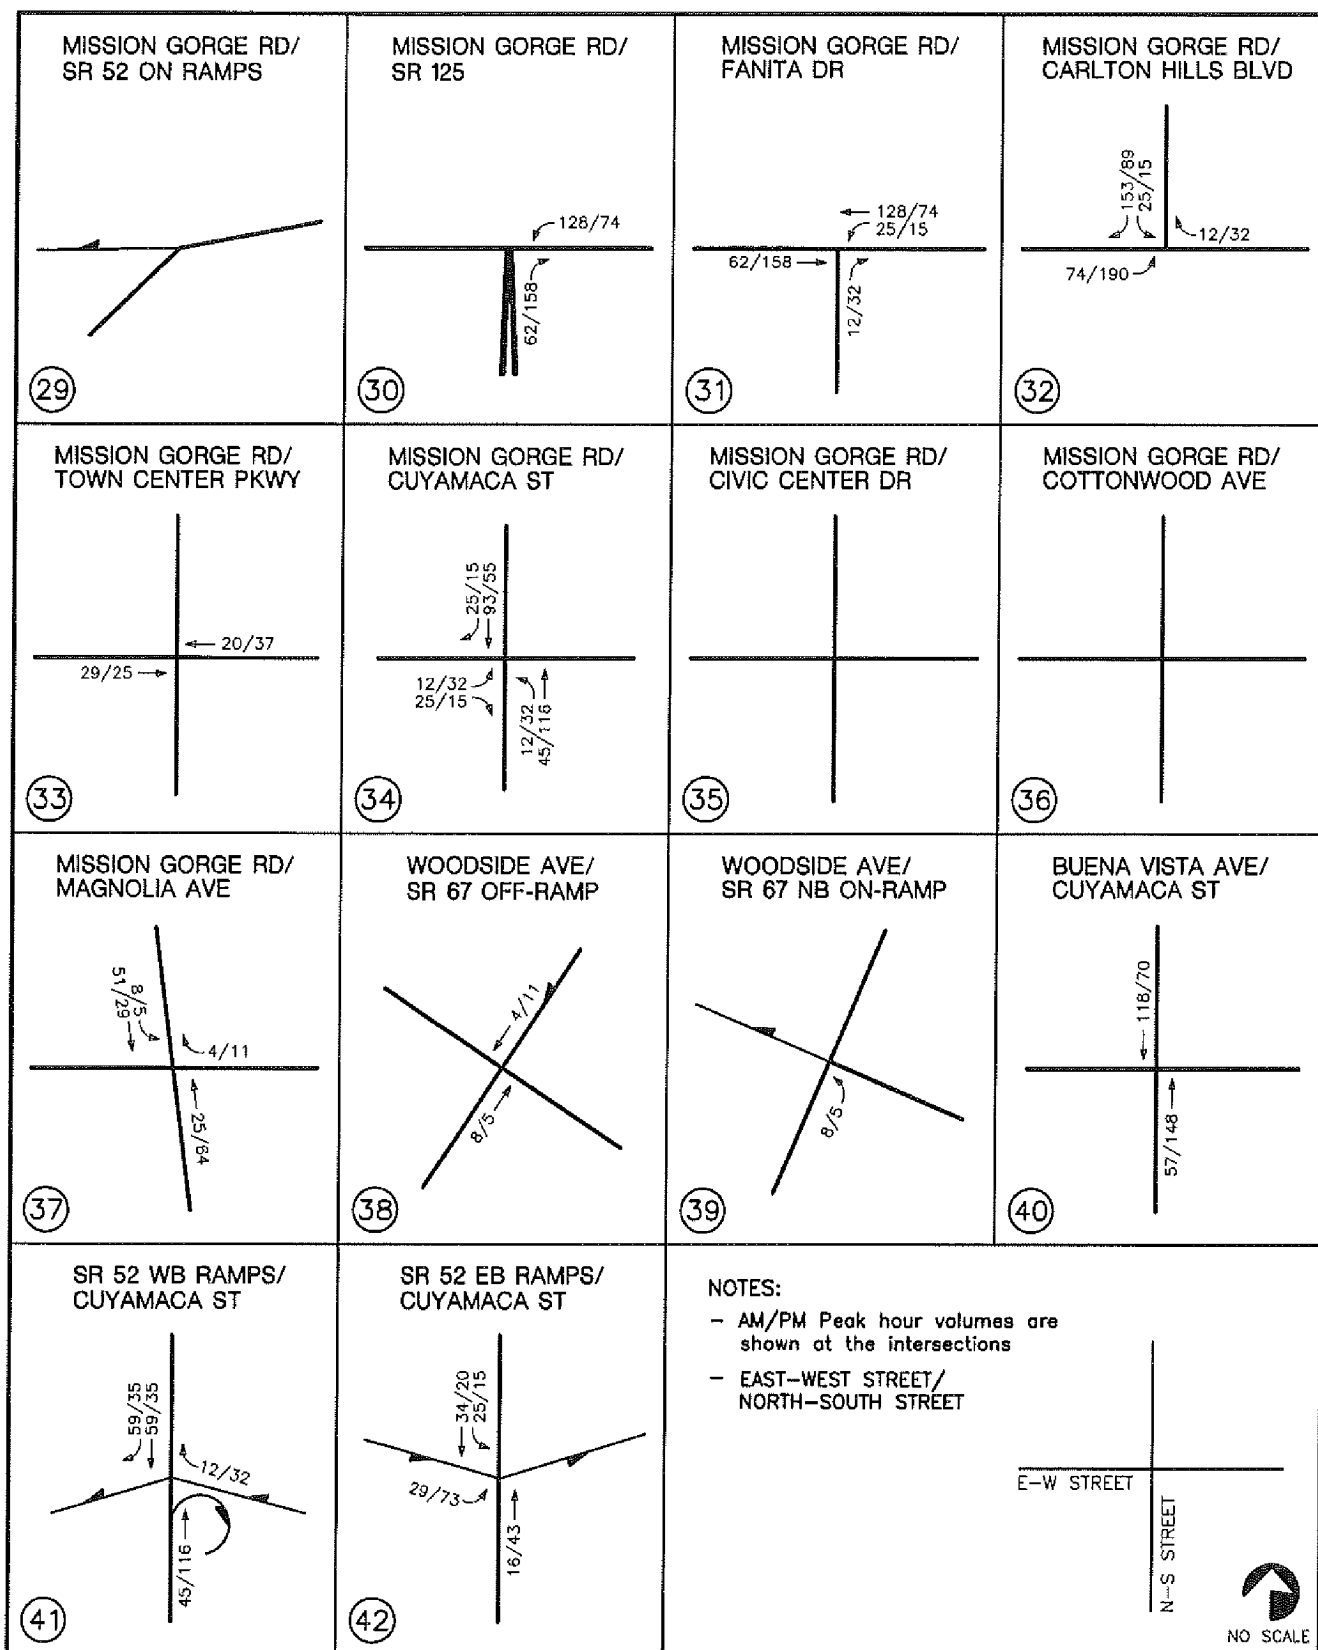 MISSION GORGE RD/
SR 52 ON RAMPS
29
MISSION GORGE RD/
SR 125
128/74
62/158
30
MISSION GORGE RD/
FANITA DR
128/74
25/15
62/158
12/32
31
MISSION GORGE RD/
CARLTON HILLS BLVD
153/89
25/15
12/32
74/190
32
MISSION GORGE RD/
TOWN CENTER PKWY
20/37
29/25
33
MISSION GORGE RD/
CUYAMACA ST
25/15
93/55
12/32
25/15
12/32
45/116
34
MISSION GORGE RD/
CIVIC CENTER DR
35
MISSION GORGE RD/
COTTONWOOD AVE
36
MISSION GORGE RD/
MAGNOLIA AVE
8/5
51/29
4/11
25/64
37
WOODSIDE AVE/
SR 67 OFF-RAMP
4/11
8/5
38
WOODSIDE AVE/
SR 67 NB ON-RAMP
8/5
39
BUENA VISTA AVE/
CUYAMACA ST
118/70
57/148
40
SR 52 WB RAMPS/
CUYAMACA ST
59/35
59/35
12/32
45/116
41
SR 52 EB RAMPS/
CUYAMACA ST
34/20
25/15
29/73
16/43
42
NOTES:
- AM/PM Peak hour volumes are
shown at the intersections
- EAST-WEST STREET/
NORTH-SOUTH STREET
E-W STREET
N-S STREET
NO SCALE